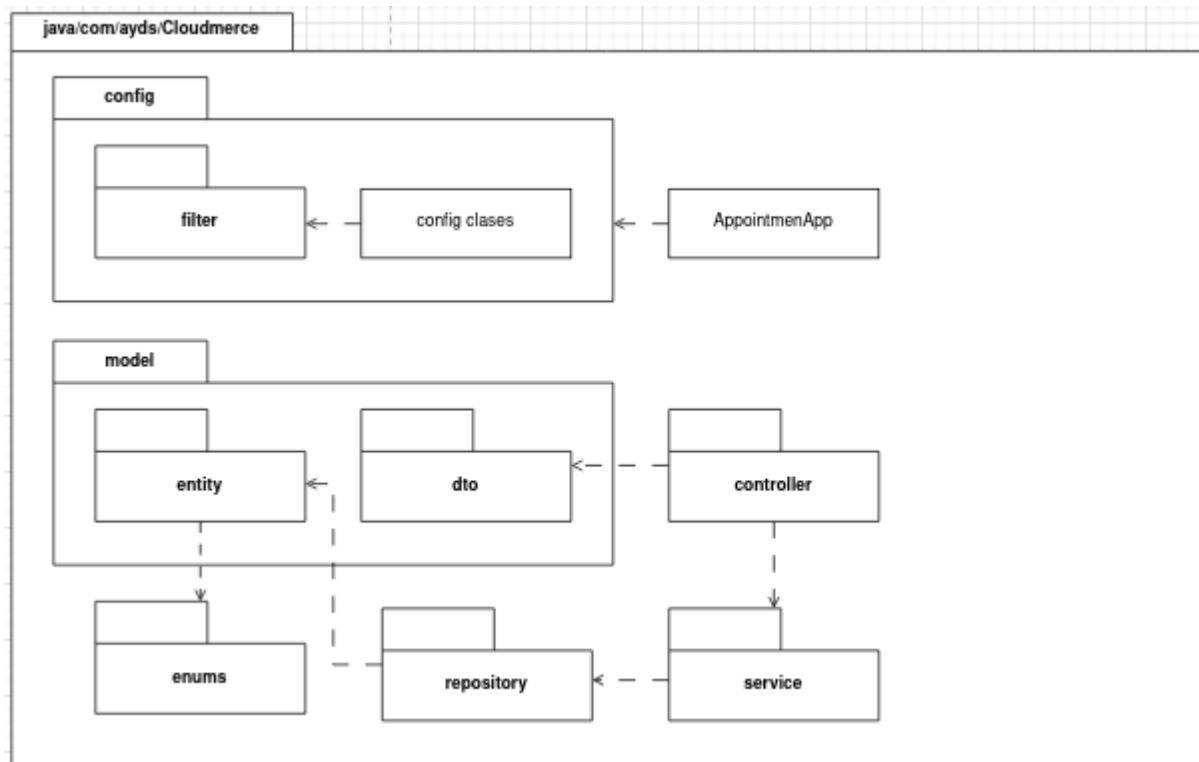 java/com/ayds/Cloudmerce
config
filter
config clases
AppointmenApp
model
entity
dto
controller
enums
repository
service